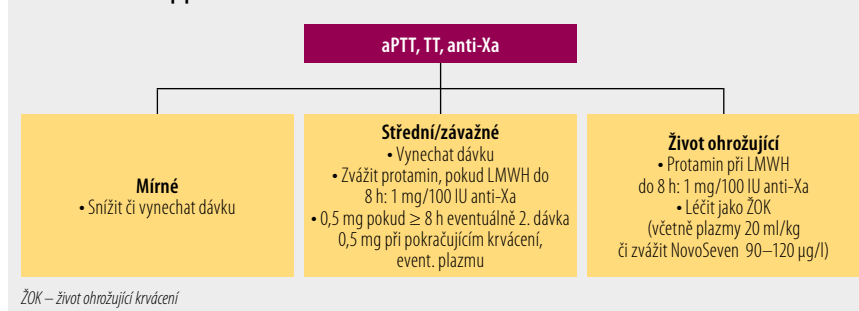 aPTT, TT, anti-Xa
Mírné
• Snížit či vynechat dávku
Střední/závažné
• Vynechat dávku
• Zvážit protamin, pokud LMWH do
8 h: 1 mg/100 IU anti-Xa
• 0,5 mg pokud ≥ 8 h eventuálně 2. dávka
0,5 mg při pokračujícím krvácení,
event. plazmu
Život ohrožující
• Protamin při LMWH
do 8 h: 1 mg/100 IU anti-Xa
• Léčit jako ŽOK
(včetně plazmy 20 ml/kg
či zvážit NovoSeven 90–120 µg/l)
ŽOK – život ohrožující krvácení